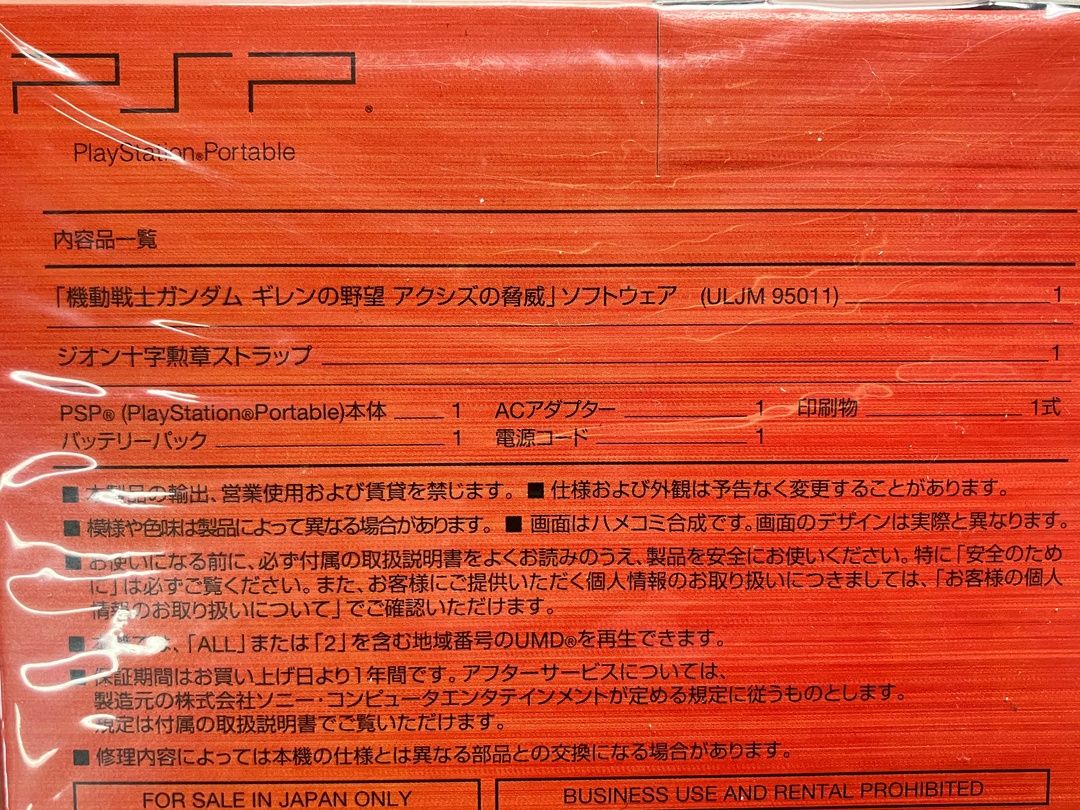 PSP®
PlayStation®Portable
内容品一覧
「機動戦士ガンダム ギレンの野望 アクシズの脅威」ソフトウェア (ULJM 95011) 1
ジオン十字勲章ストラップ 1
PSP® (PlayStation®Portable)本体 1 ACアダプター 1 印刷物 1式
バッテリーパック 1 電源コード 1
■ 本製品の輸出、営業使用および賃貸を禁じます。 ■ 仕様および外観は予告なく変更することがあります。
■ 模様や色味は製品によって異なる場合があります。 ■ 画面はハメコミ合成です。画面のデザインは実際と異なります。
■ お使いになる前に、必ず付属の取扱説明書をよくお読みのうえ、製品を安全にお使いください。特に「安全のため
に」は必ずご覧ください。また、お客様にご提供いただく個人情報のお取り扱いにつきましては、「お客様の個人
情報のお取り扱いについて」でご確認いただけます。
■ 本機では、「ALL」または「2」を含む地域番号のUMD®を再生できます。
■ 保証期間はお買い上げ日より1年間です。アフターサービスについては、
製造元の株式会社ソニー・コンピュータエンタテインメントが定める規定に従うものとします。
規定は付属の取扱説明書でご覧いただけます。
■ 修理内容によっては本機の仕様とは異なる部品との交換になる場合があります。
FOR SALE IN JAPAN ONLY BUSINESS USE AND RENTAL PROHIBITED